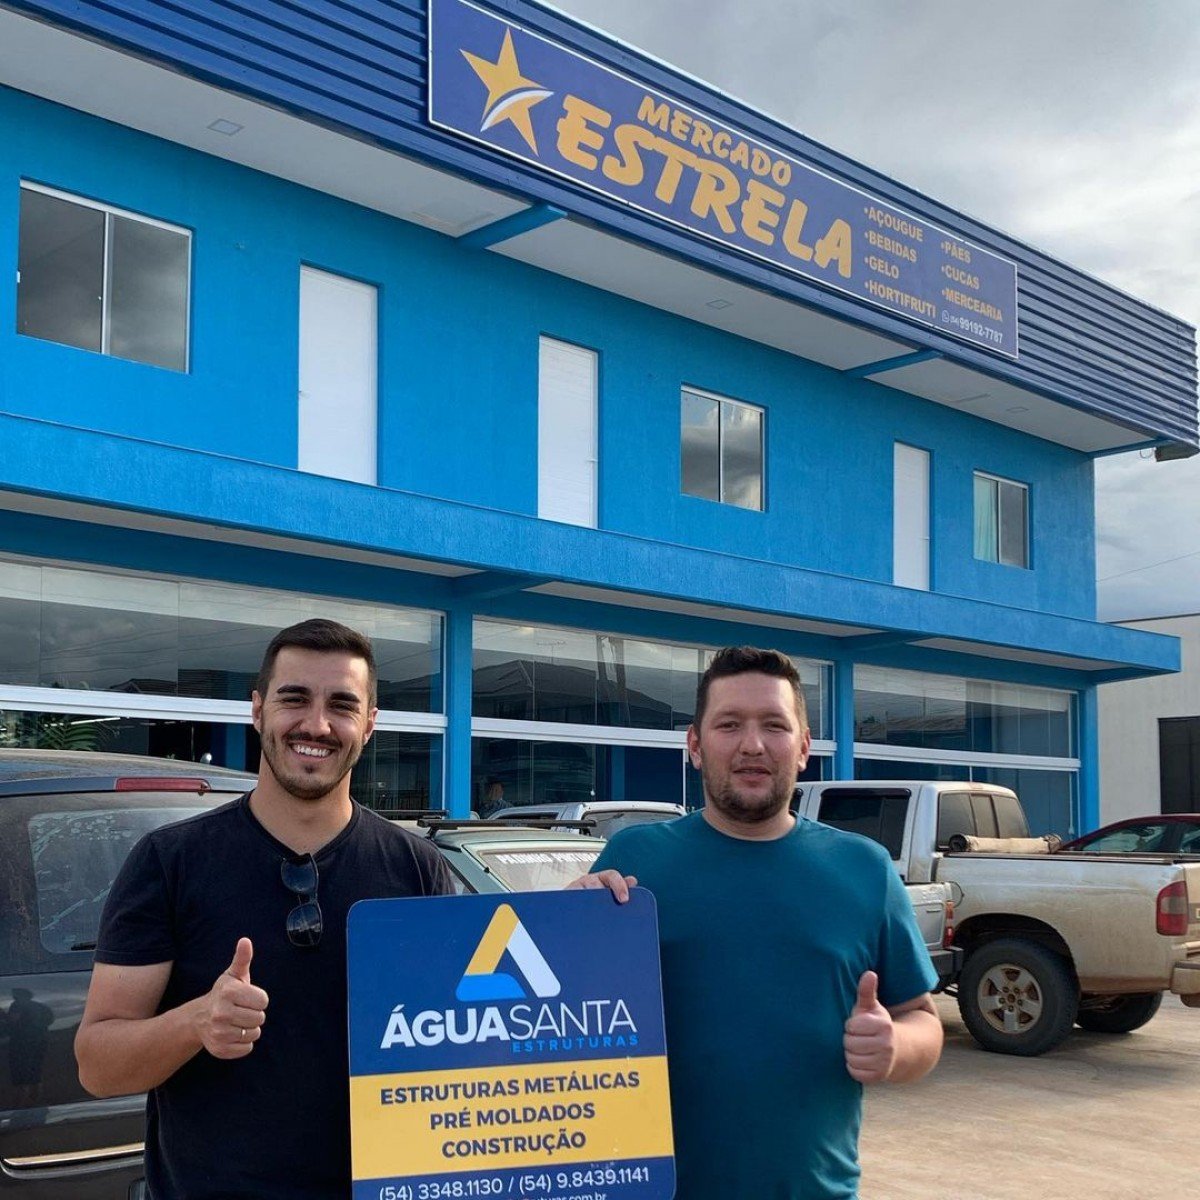 MERCADO
ESTRELA
•AÇOUGUE
•BEBIDAS
•GELO
•HORTIFRUTI
•PÃES
•CUCAS
•MERCEARIA
(54) 99192-7787
ÁGUASANTA
ESTRUTURAS
ESTRUTURAS METÁLICAS
PRÉ MOLDADOS
CONSTRUÇÃO
(54) 3348.1130 / (54) 9.8439.1141